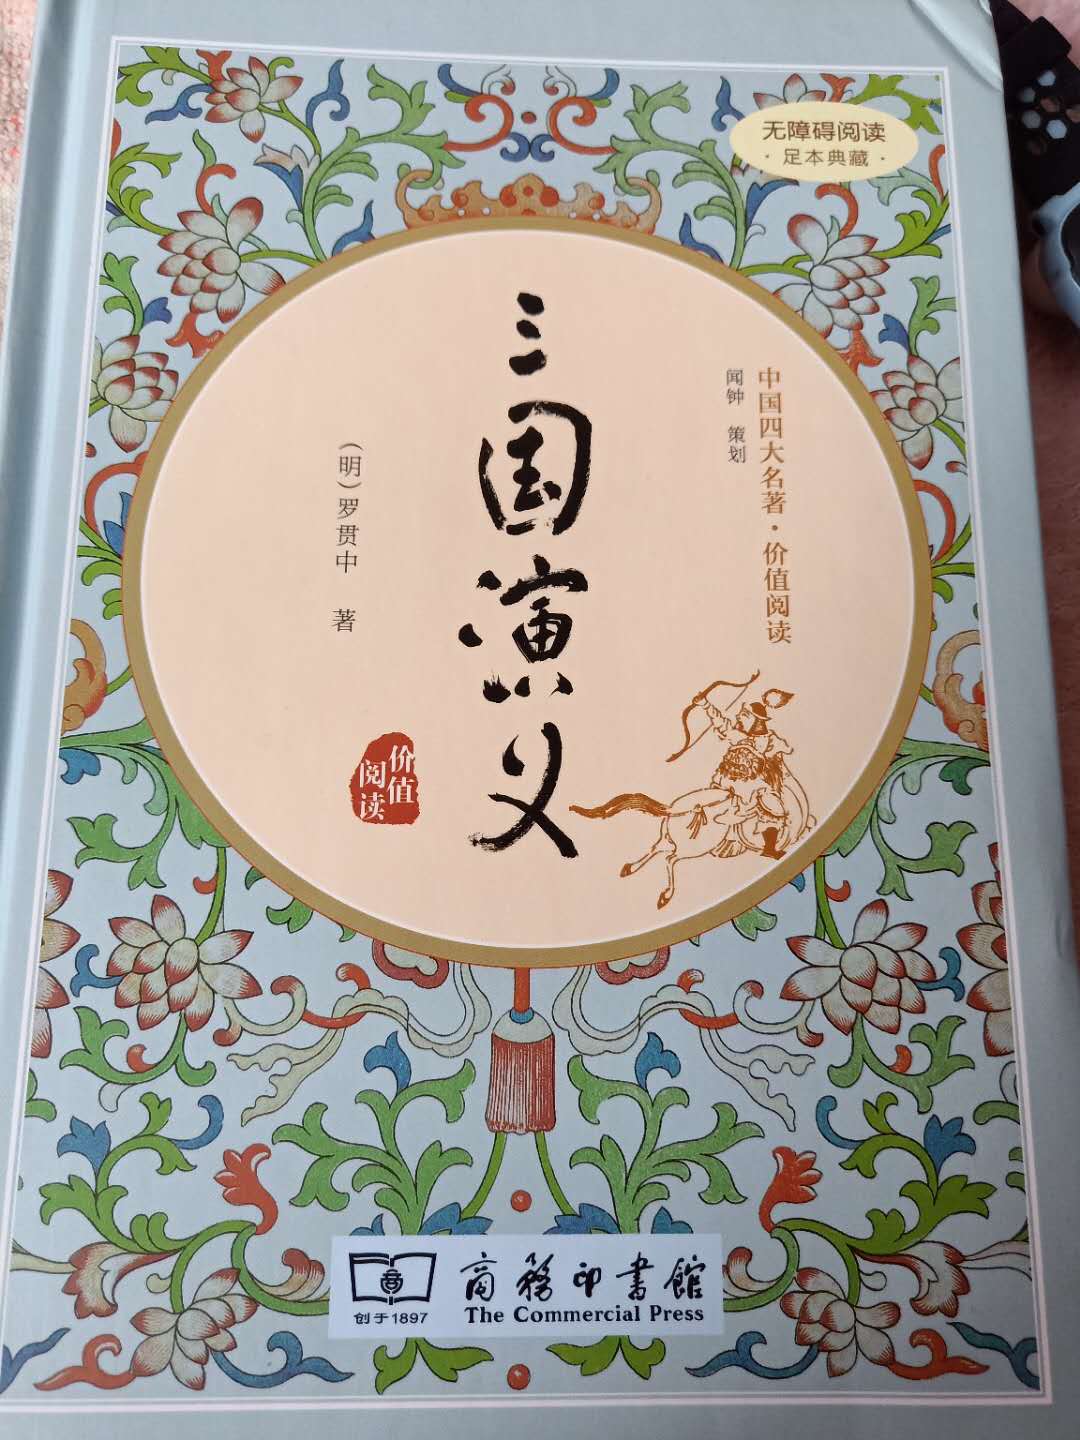 无障碍阅读
·足本典藏·
中国四大名著·价值阅读
闻钟 策划
三国演义
（明）罗贯中 著
价值
阅读
商務印書館
The Commercial Press
创于1897